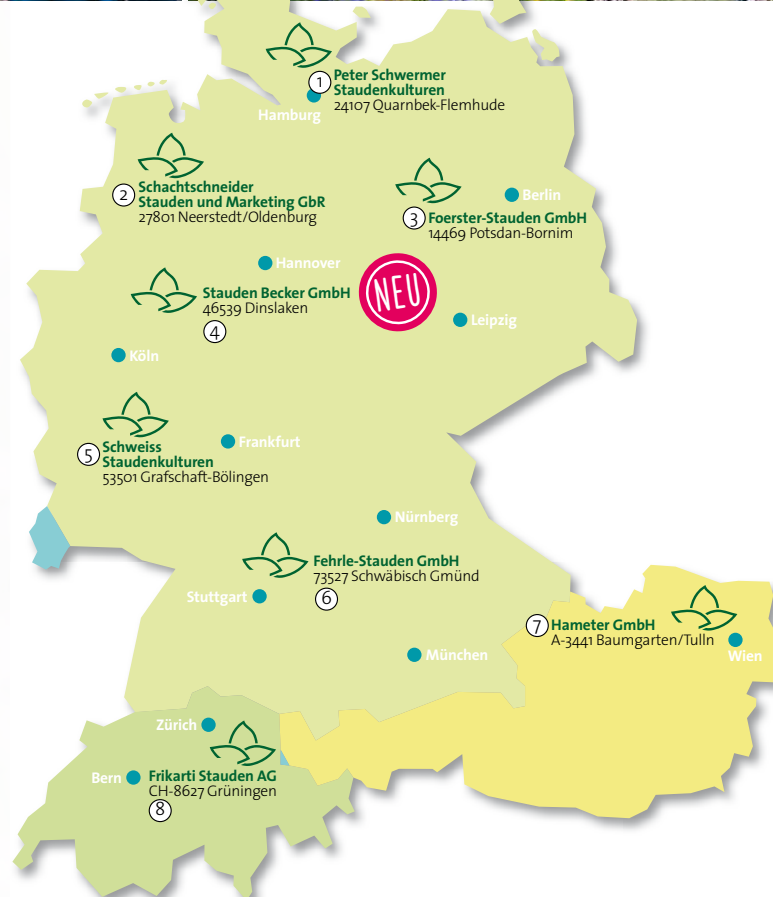 1
Peter Schwermer
Staudenkulturen
24107 Quarnbek-Flemhude
Hamburg
2
Schachtschneider
Stauden und Marketing GbR
27801 Neerstedt/Oldenburg
Berlin
3
Foerster-Stauden GmbH
14469 Potsdan-Bornim
Hannover
NEU
Stauden Becker GmbH
46539 Dinslaken
4
Leipzig
Köln
Frankfurt
5
Schweiss
Staudenkulturen
53501 Grafschaft-Bölingen
Nürnberg
Fehrle-Stauden GmbH
73527 Schwäbisch Gmünd
6
Stuttgart
7
Hameter GmbH
A-3441 Baumgarten/Tulln
Wien
München
Zürich
Bern
Frikarti Stauden AG
CH-8627 Grüningen
8